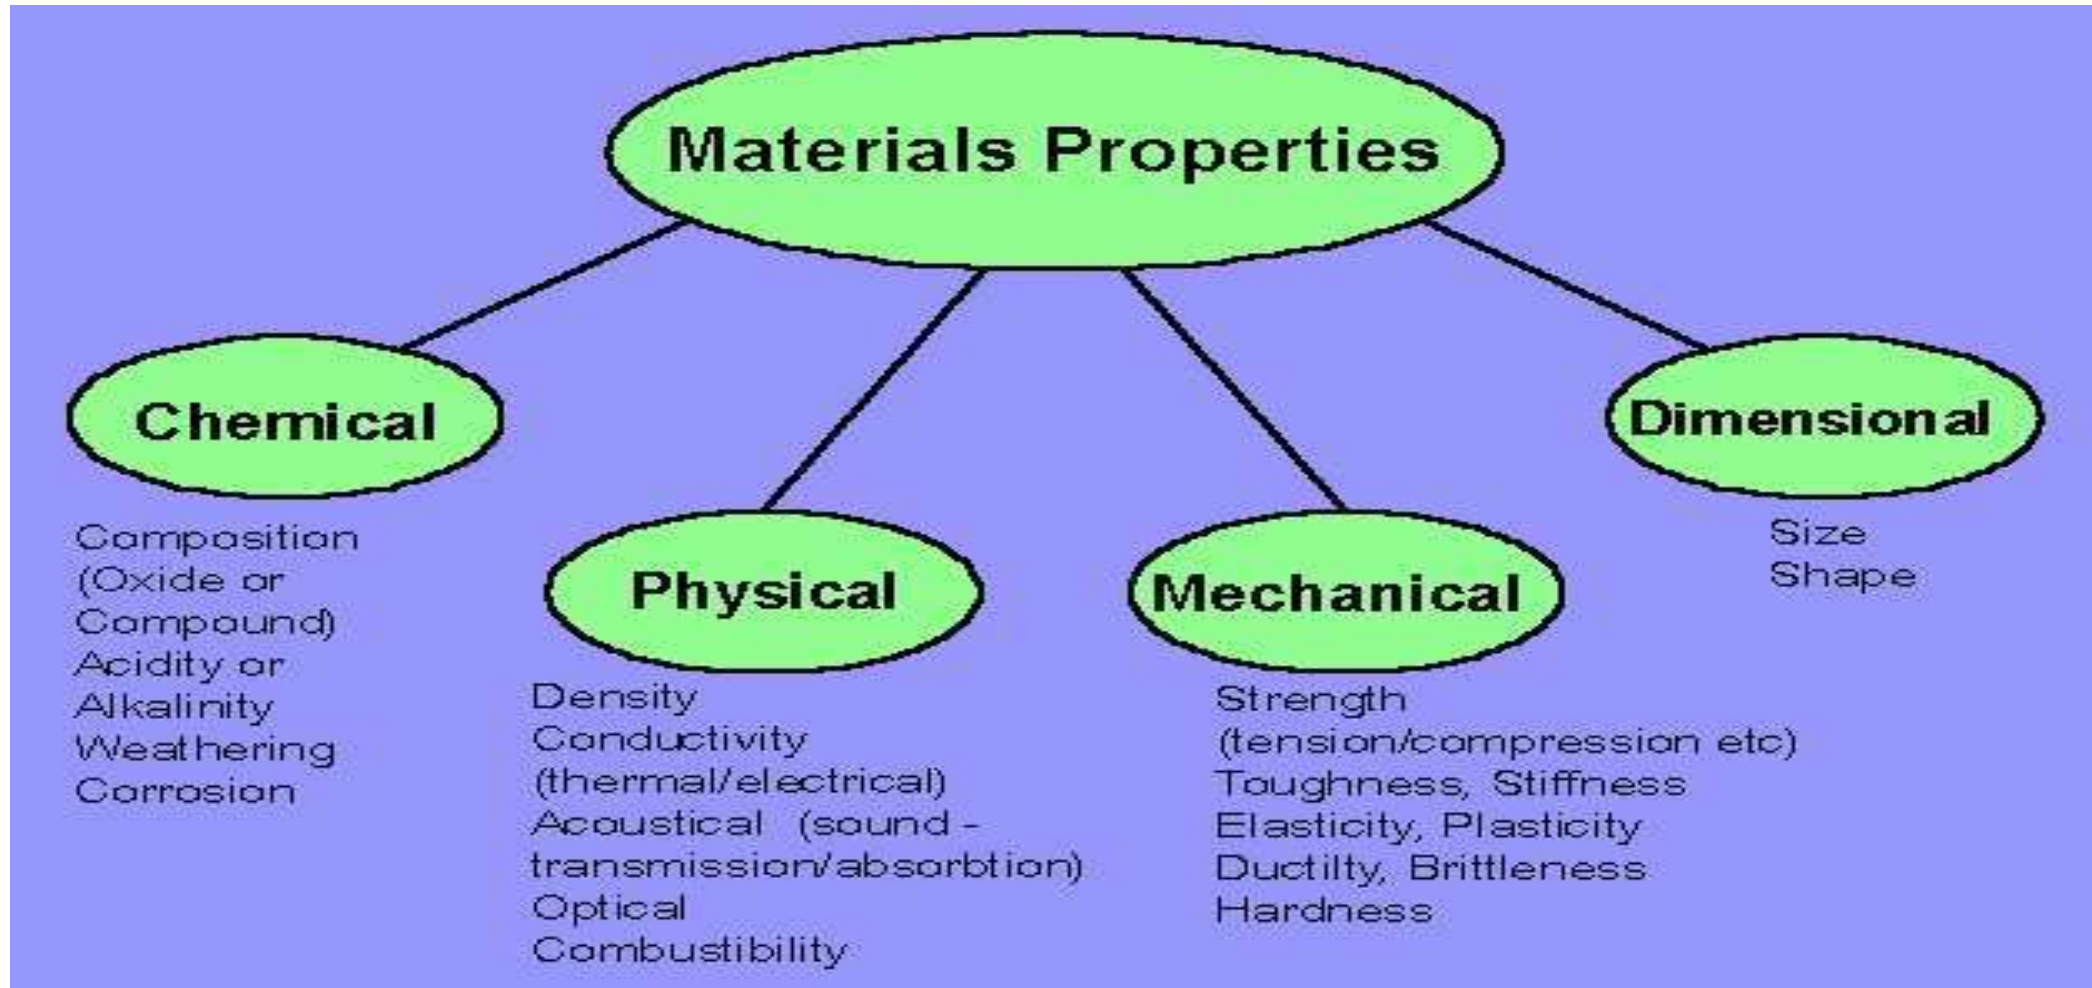 Materials Properties
Chemical
Composition
(Oxide or
Compound)
Acidity or
Alkalinity
Weathering
Corrosion
Physical
Density
Conductivity
(thermal/electrical)
Acoustical (sound -
transmission/absorbtion)
Optical
Combustibility
Mechanical
Strength
(tension/compression etc)
Toughness, Stiffness
Elasticity, Plasticity
Ductilty, Brittleness
Hardness
Dimensional
Size
Shape